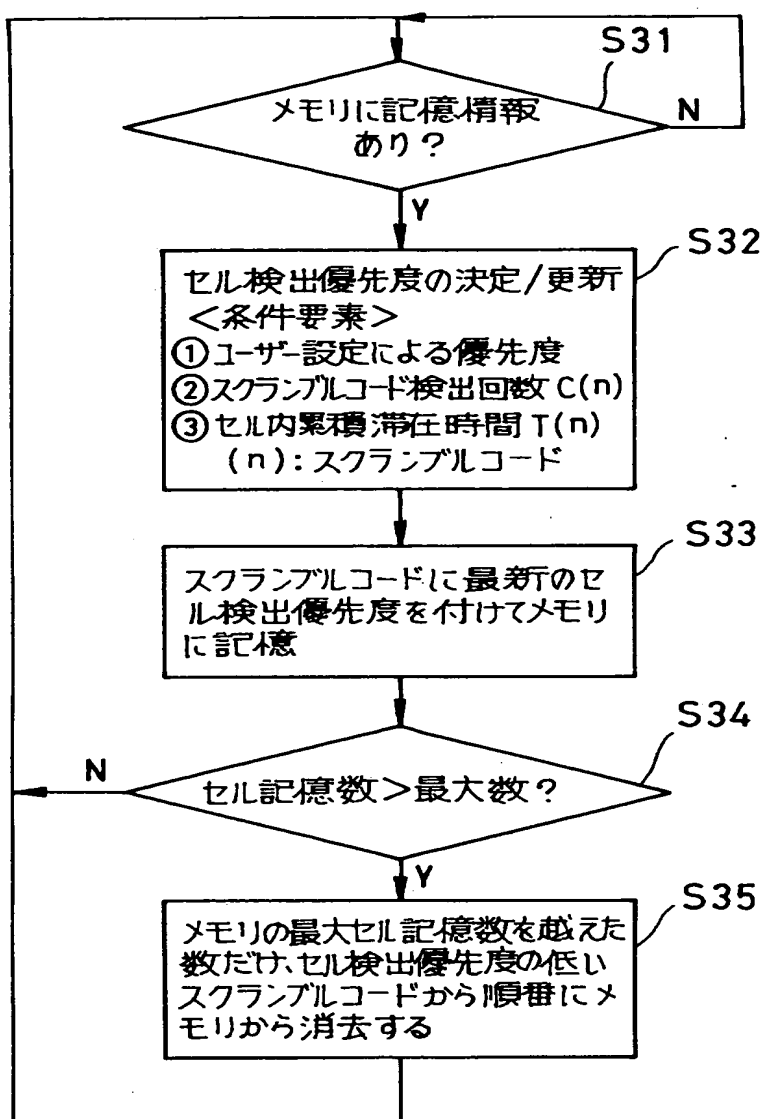 S31
メモリに記憶情報
あり?
N
Y
S32
セル検出優先度の決定/更新
<条件要素>
①ユーザー設定による優先度
②スクランブルコード検出回数 C(n)
③セル内累積滞在時間 T(n)
(n):スクランブルコード
S33
スクランブルコードに最新のセ
ル検出優先度を付けてメモリ
に記憶
S34
N
セル記憶数>最大数?
Y
S35
メモリの最大セル記憶数を越えた
数だけ、セル検出優先度の低い
スクランブルコードから順番にメ
モリから消去する